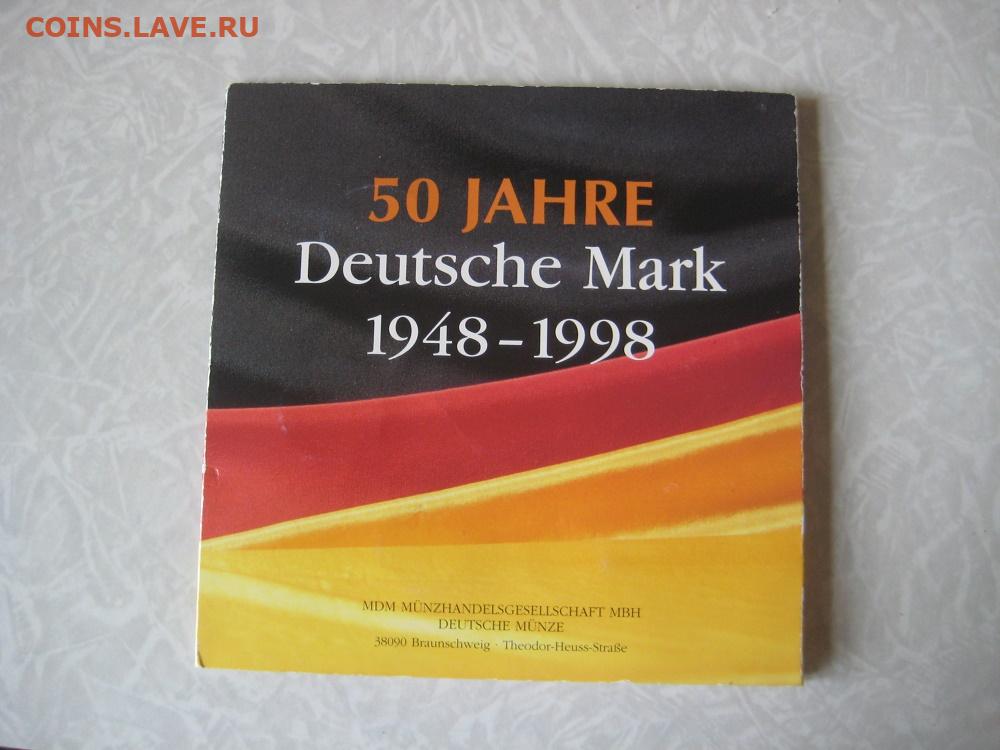 COINS.LAVE.RU
50 JAHRE
Deutsche Mark
1948 – 1998
MDM MÜNZHANDELSGESELLSCHAFT MBH
DEUTSCHE MÜNZE
38090 Braunschweig · Theodor-Heuss-Straße